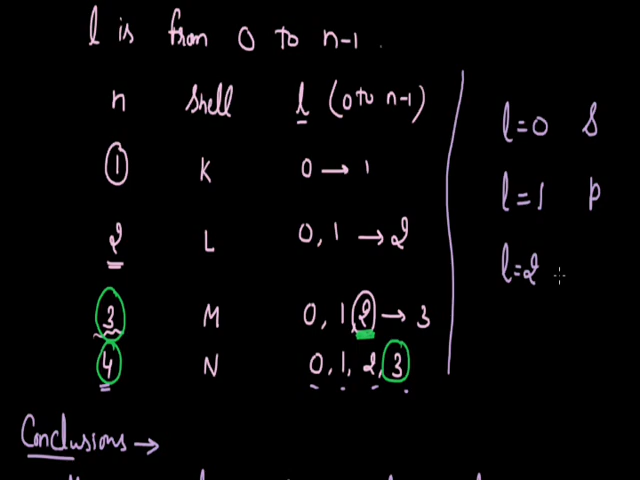 l is from 0 to n-1.
n shell l (0 to n-1)
1 K 0 → 1
2 L 0, 1 → 2
3 M 0, 1, 2 → 3
4 N 0, 1, 2, 3
l=0 s
l=1 p
l=2
Conclusions →